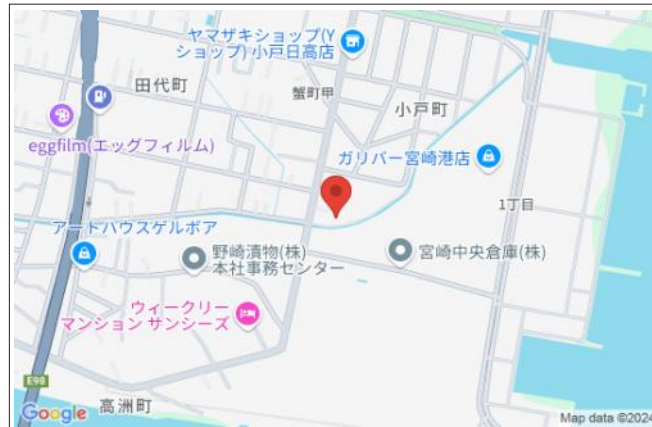 ヤマザキショップ(Y
ショップ) 小戸日高店
田代町
蟹町甲
小戸町
eggfilm(エッグフィルム)
ガリバー宮崎港店
1丁目
アートハウスゲルボア
野崎漬物(株)
本社事務センター
宮崎中央倉庫(株)
ウィークリー
マンション サンシーズ
E98
高洲町
Google
Map data ©2024